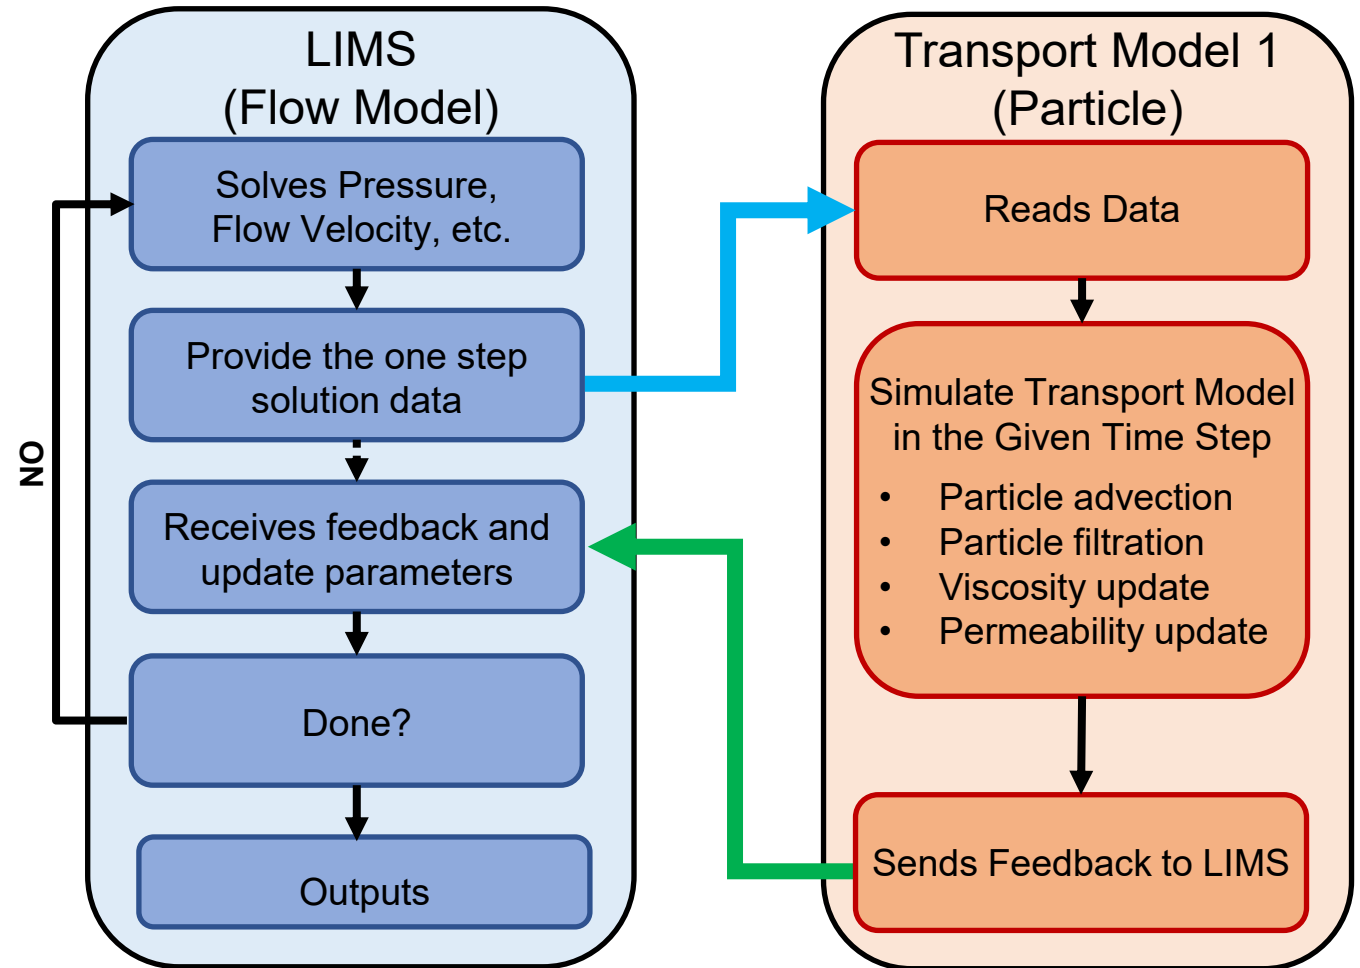 LIMS
(Flow Model)
Solves Pressure,
Flow Velocity, etc.
Provide the one step
solution data
Receives feedback and
update parameters
Done?
Outputs
NO
Transport Model 1
(Particle)
Reads Data
Simulate Transport Model
in the Given Time Step
• Particle advection
• Particle filtration
• Viscosity update
• Permeability update
Sends Feedback to LIMS